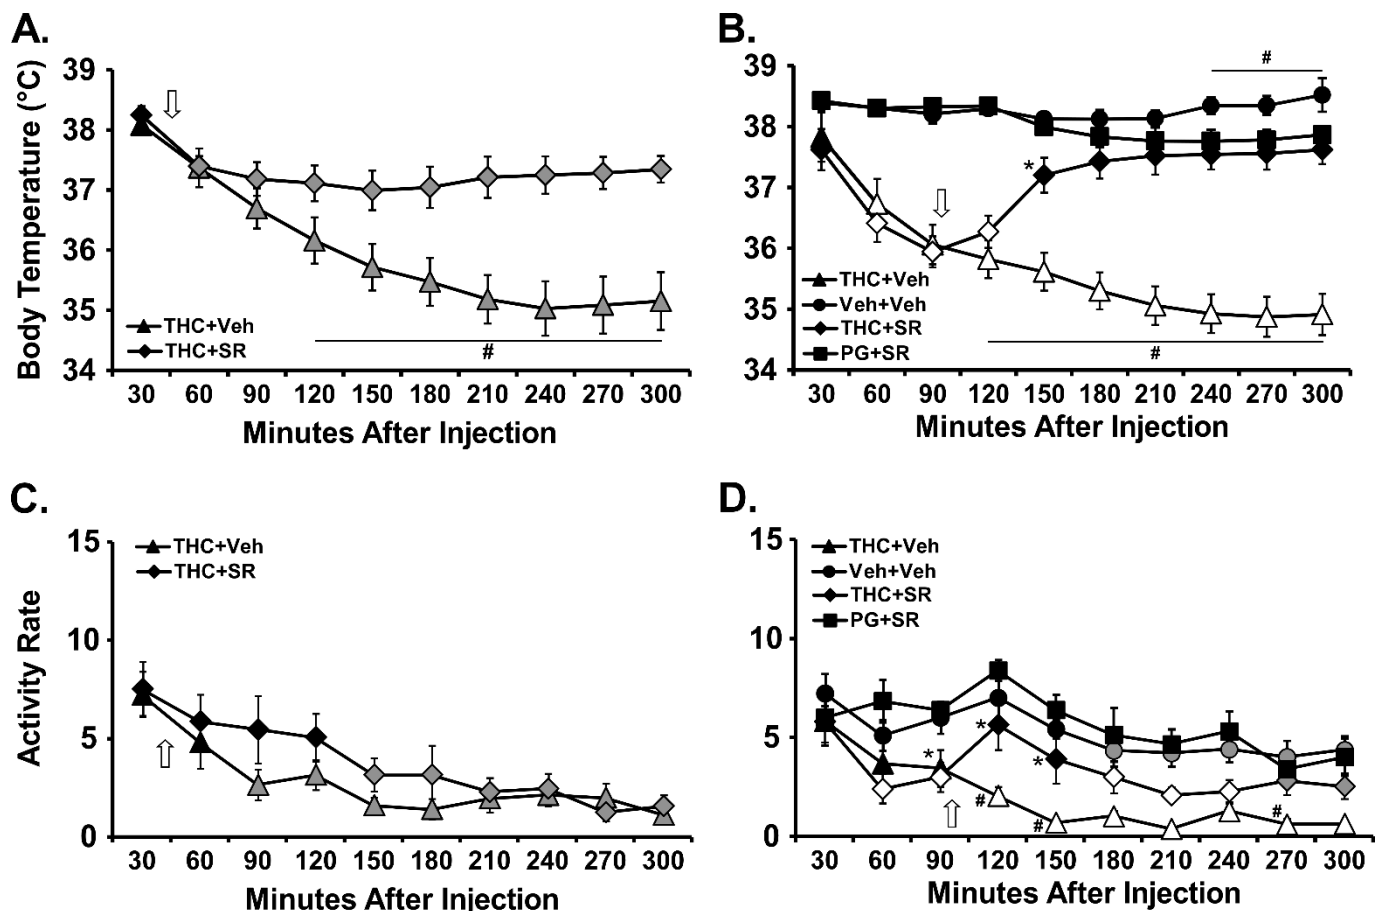 A.
Body Temperature (°C)
39
38
37
36
35
34
THC+Veh
THC+SR
#
30 60 90 120 150 180 210 240 270 300
Minutes After Injection
B.
39
38
37
36
35
34
#
*
THC+Veh
Veh+Veh
THC+SR
PG+SR
#
30 60 90 120 150 180 210 240 270 300
Minutes After Injection
C.
Activity Rate
15
10
5
0
THC+Veh
THC+SR
30 60 90 120 150 180 210 240 270 300
Minutes After Injection
D.
15
10
5
0
THC+Veh
Veh+Veh
THC+SR
PG+SR
* * *
# # #
30 60 90 120 150 180 210 240 270 300
Minutes After Injection